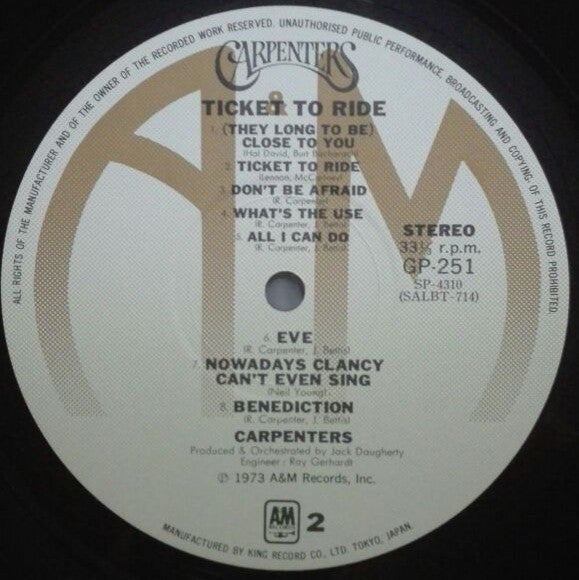 ALL RIGHTS OF THE MANUFACTURER AND OF THE OWNER OF THE RECORDED WORK RESERVED. UNAUTHORISED PUBLIC PERFORMANCE, BROADCASTING AND COPYING OF THIS RECORD PROHIBITED.
CARPENTERS
A&M
TICKET TO RIDE
1. (THEY LONG TO BE)
CLOSE TO YOU
(Hal David, Burt Bacharach)
2. TICKET TO RIDE
(Lennon, McCartney)
3. DON'T BE AFRAID
(R. Carpenter)
4. WHAT'S THE USE
(R. Carpenter, J. Bettis)
5. ALL I CAN DO
(R. Carpenter, J. Bettis)
STEREO
33⅓ r.p.m.
GP-251
SP-4310
(SALBT-714)
6. EVE
(R. Carpenter, J. Bettis)
7. NOWADAYS CLANCY
CAN'T EVEN SING
(Neil Young)
8. BENEDICTION
(R. Carpenter, J. Bettis)
CARPENTERS
Produced & Orchestrated by Jack Daugherty
Engineer : Ray Gerhardt
℗ 1973 A&M Records, Inc.
A&M
RECORDS
2
MANUFACTURED BY KING RECORD CO., LTD. TOKYO, JAPAN.